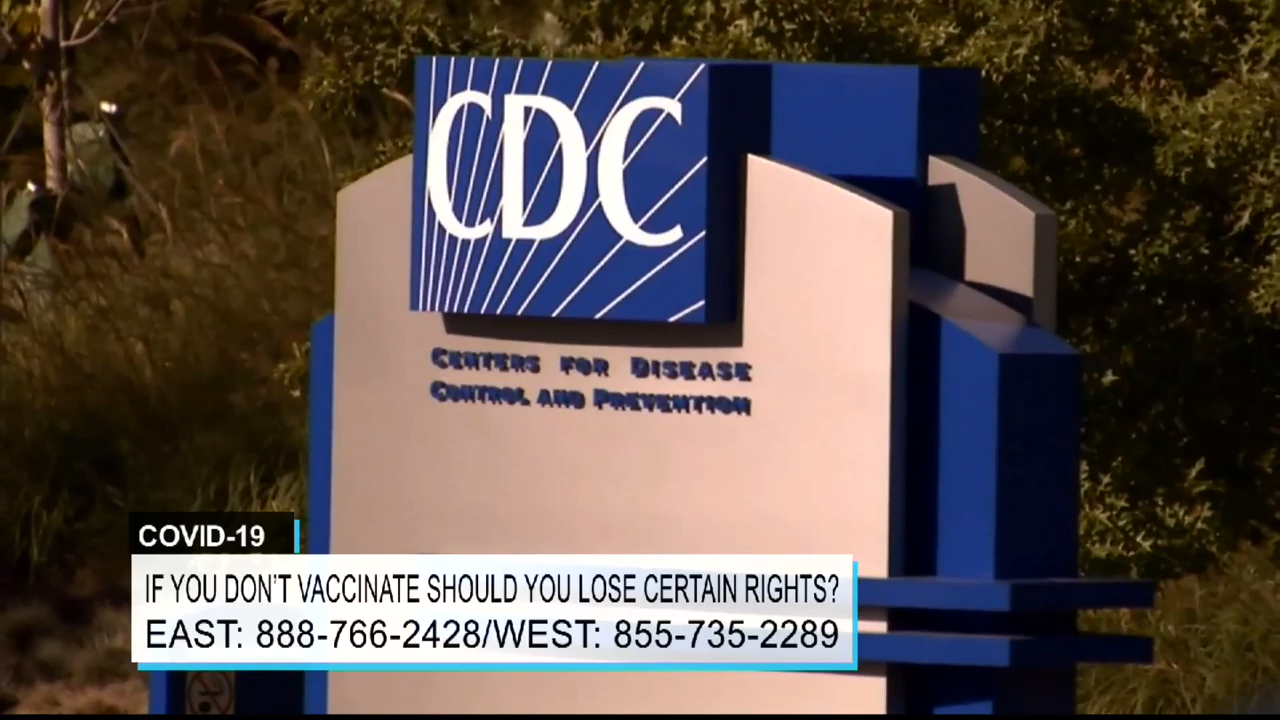 CDC
CENTERS FOR DISEASE
CONTROL AND PREVENTION
COVID-19
IF YOU DON'T VACCINATE SHOULD YOU LOSE CERTAIN RIGHTS?
EAST: 888-766-2428/WEST: 855-735-2289